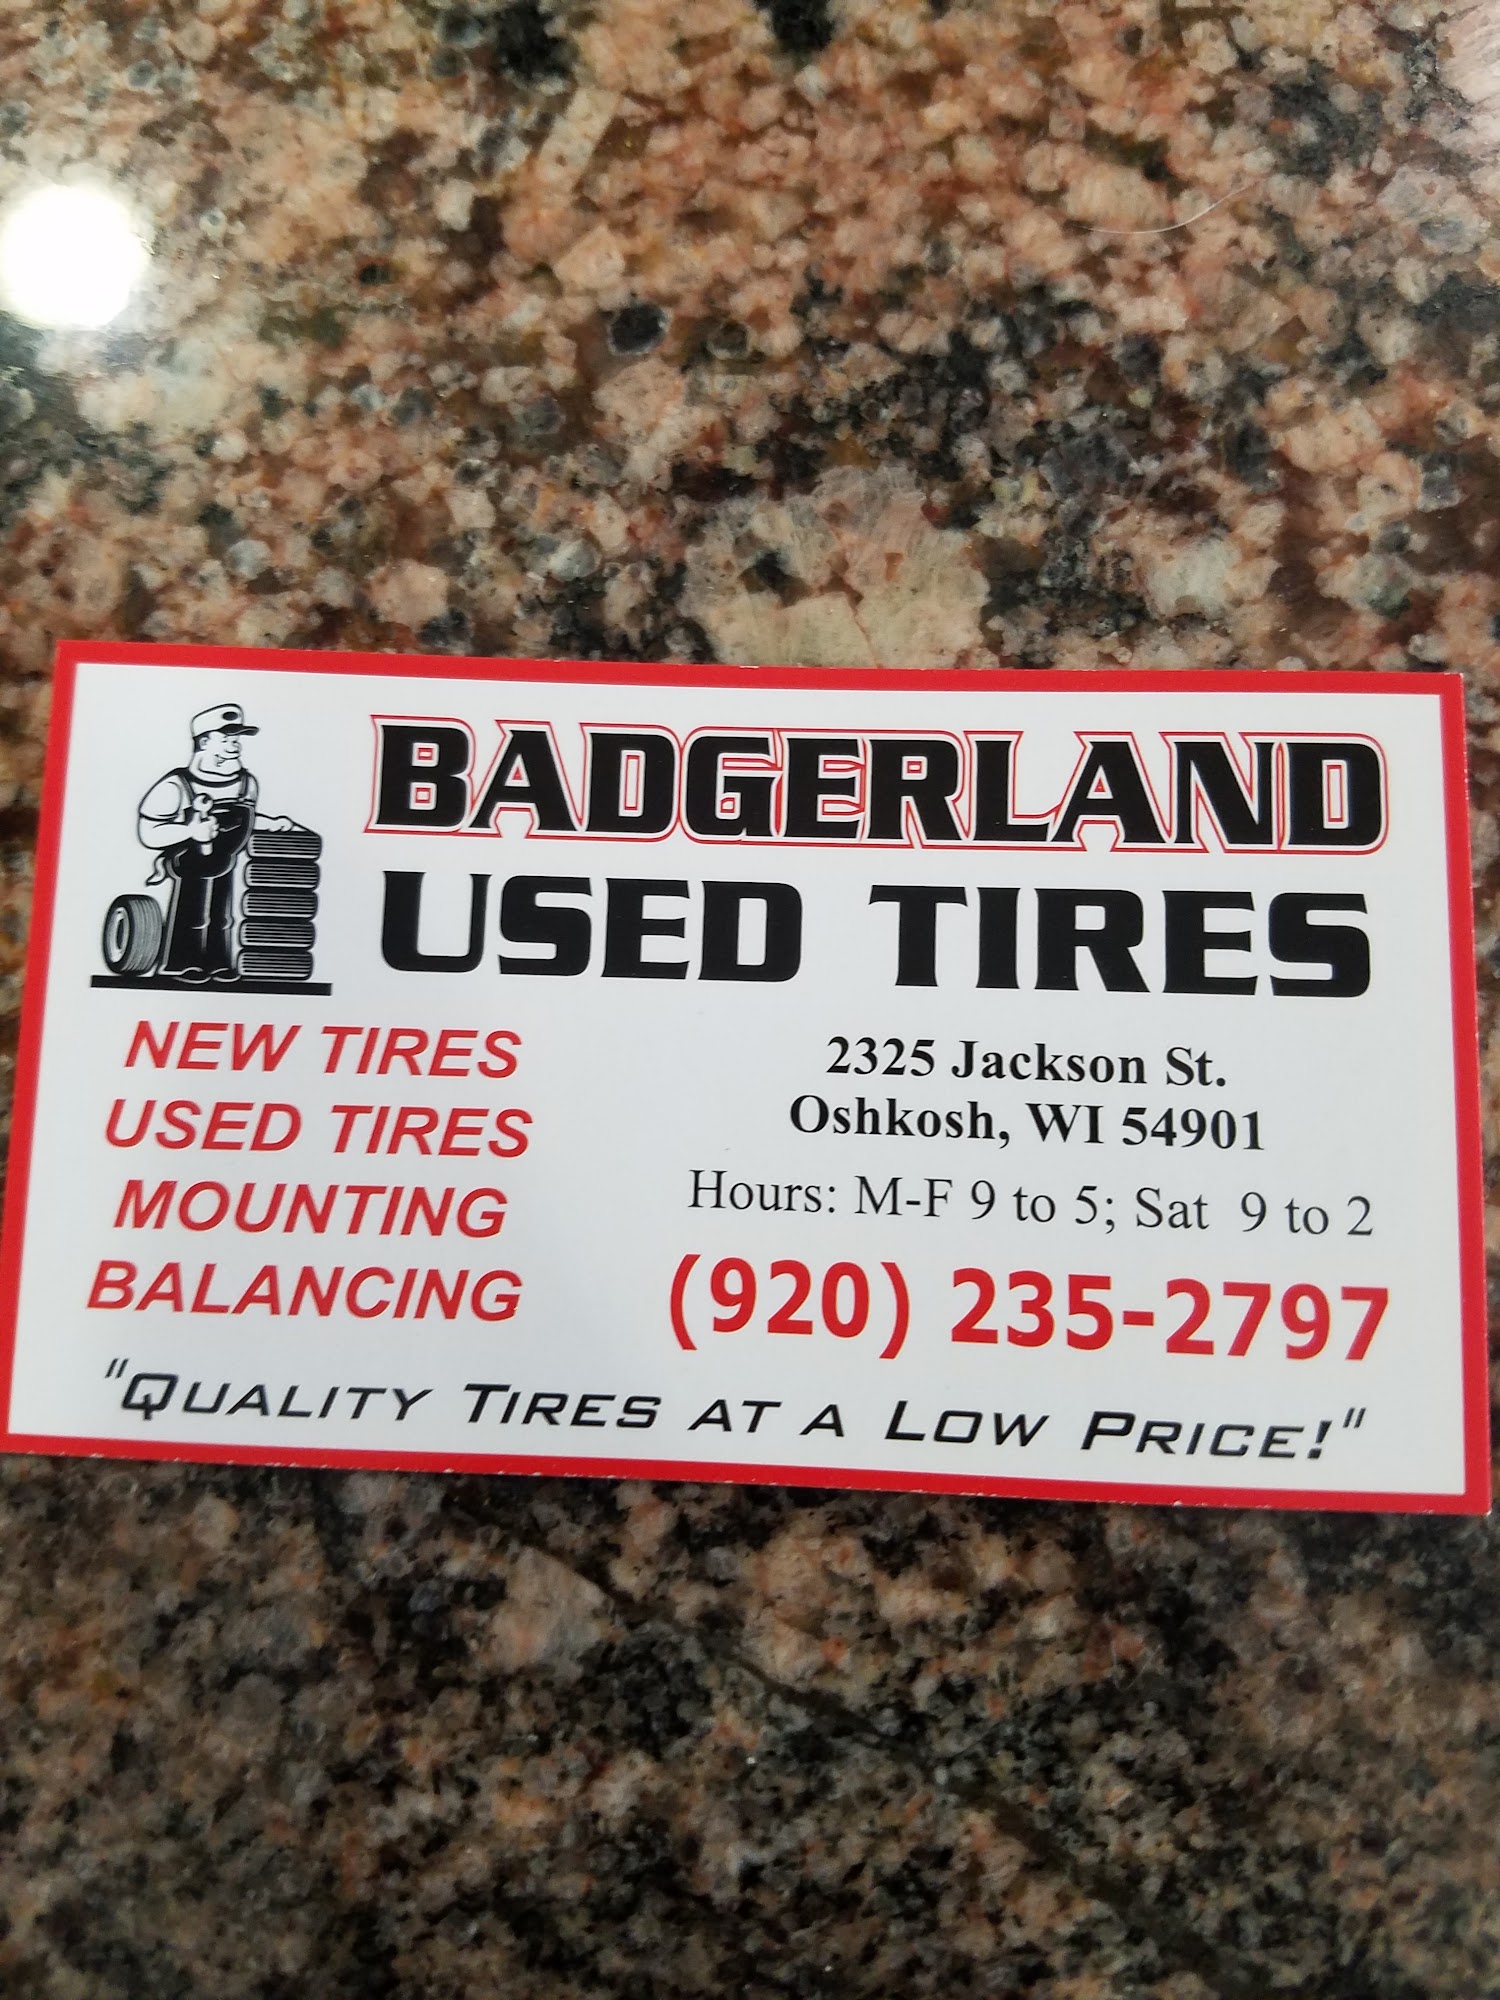 BADGERLAND
USED TIRES
NEW TIRES
USED TIRES
MOUNTING
BALANCING
2325 Jackson St.
Oshkosh, WI 54901
Hours: M-F 9 to 5; Sat 9 to 2
(920) 235-2797
"QUALITY TIRES AT A LOW PRICE!"